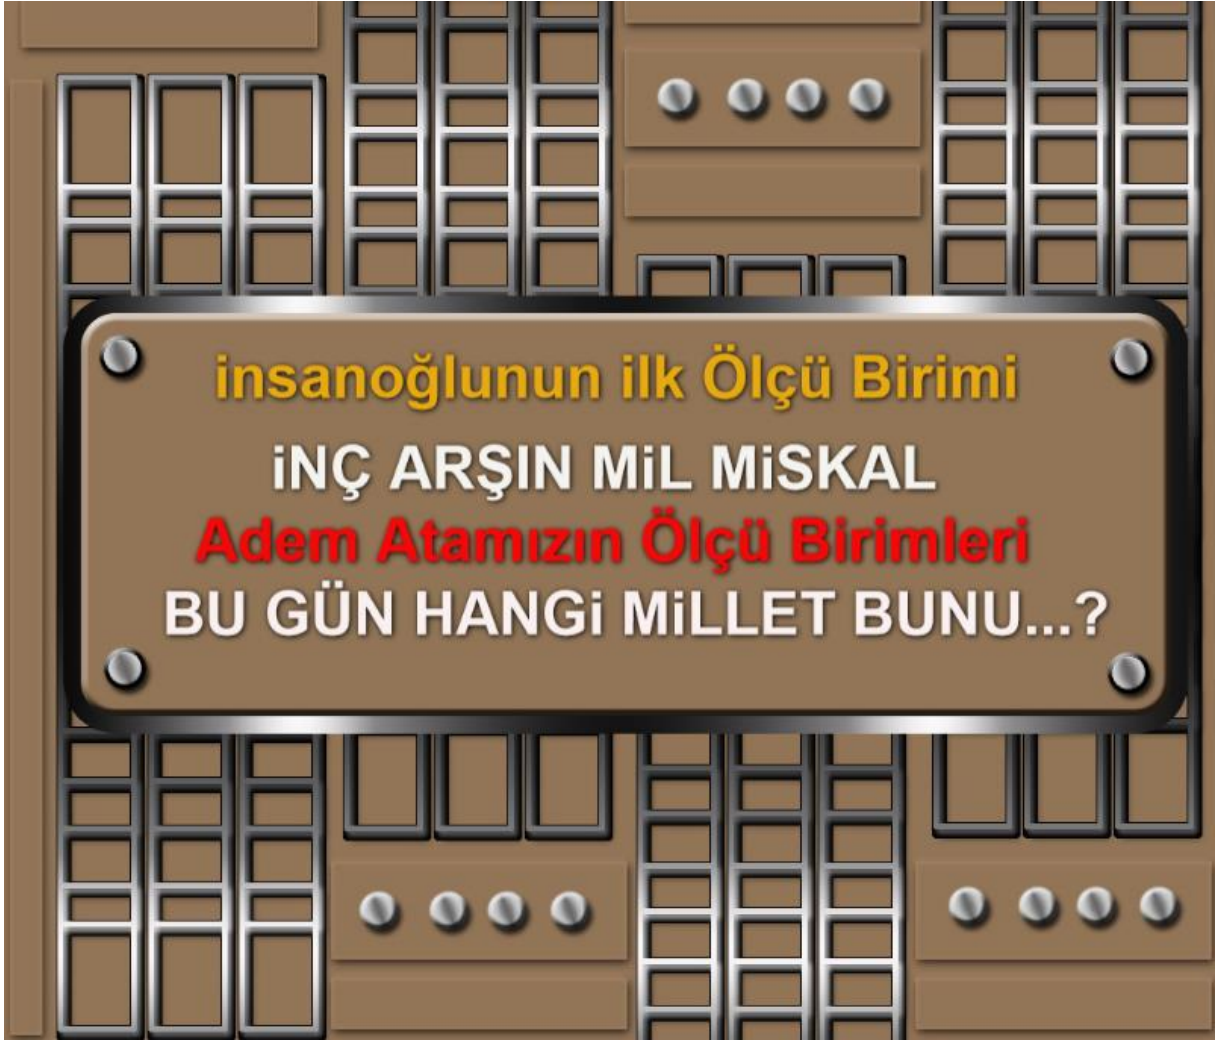 insanoğlunun ilk Ölçü Birimi
iNÇ ARŞIN MiL MiSKAL
Adem Atamızın Ölçü Birimleri
BU GÜN HANGi MiLLET BUNU...?